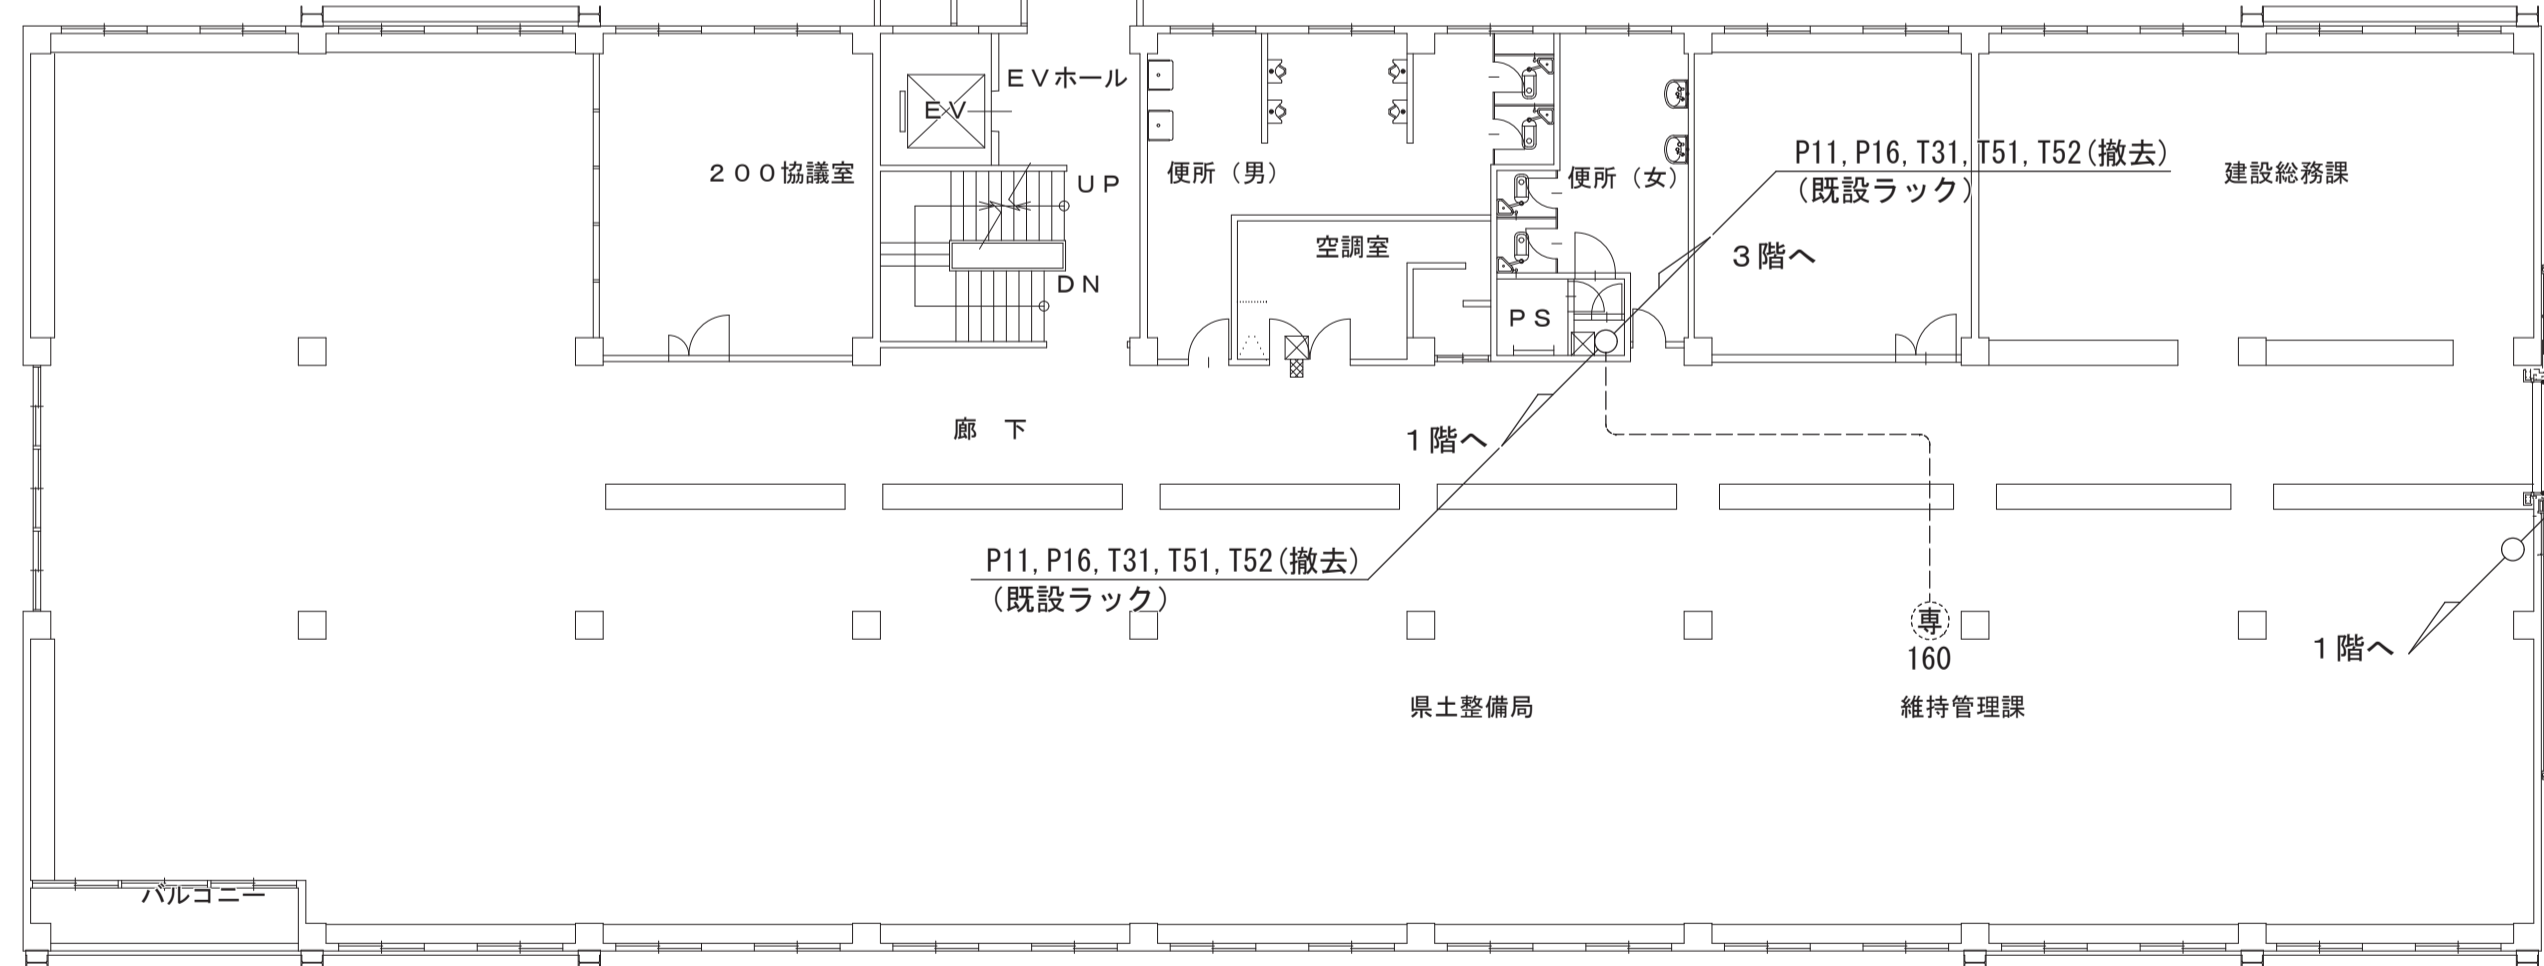 ＥＶホール
ＥＶ
２００協議室
ＵＰ
ＤＮ
便所（男）
空調室
便所（女）
ＰＳ
P11, P16, T31, T51, T52(撤去)
(既設ラック)
建設総務課
３階へ
１階へ
廊　下
P11, P16, T31, T51, T52(撤去)
(既設ラック)
専
160
１階へ
県土整備局
維持管理課
バルコニー